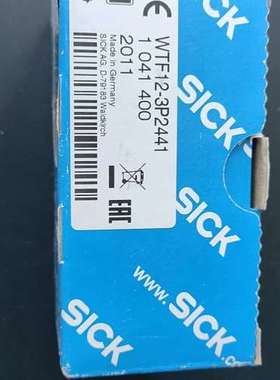 WTF12-3P2441
1 041 400
2011
Made in Germany
SICK AG, D-79183 Waldkirch
CE
EAC
SICK
SICK
www.SICK.c
SICK